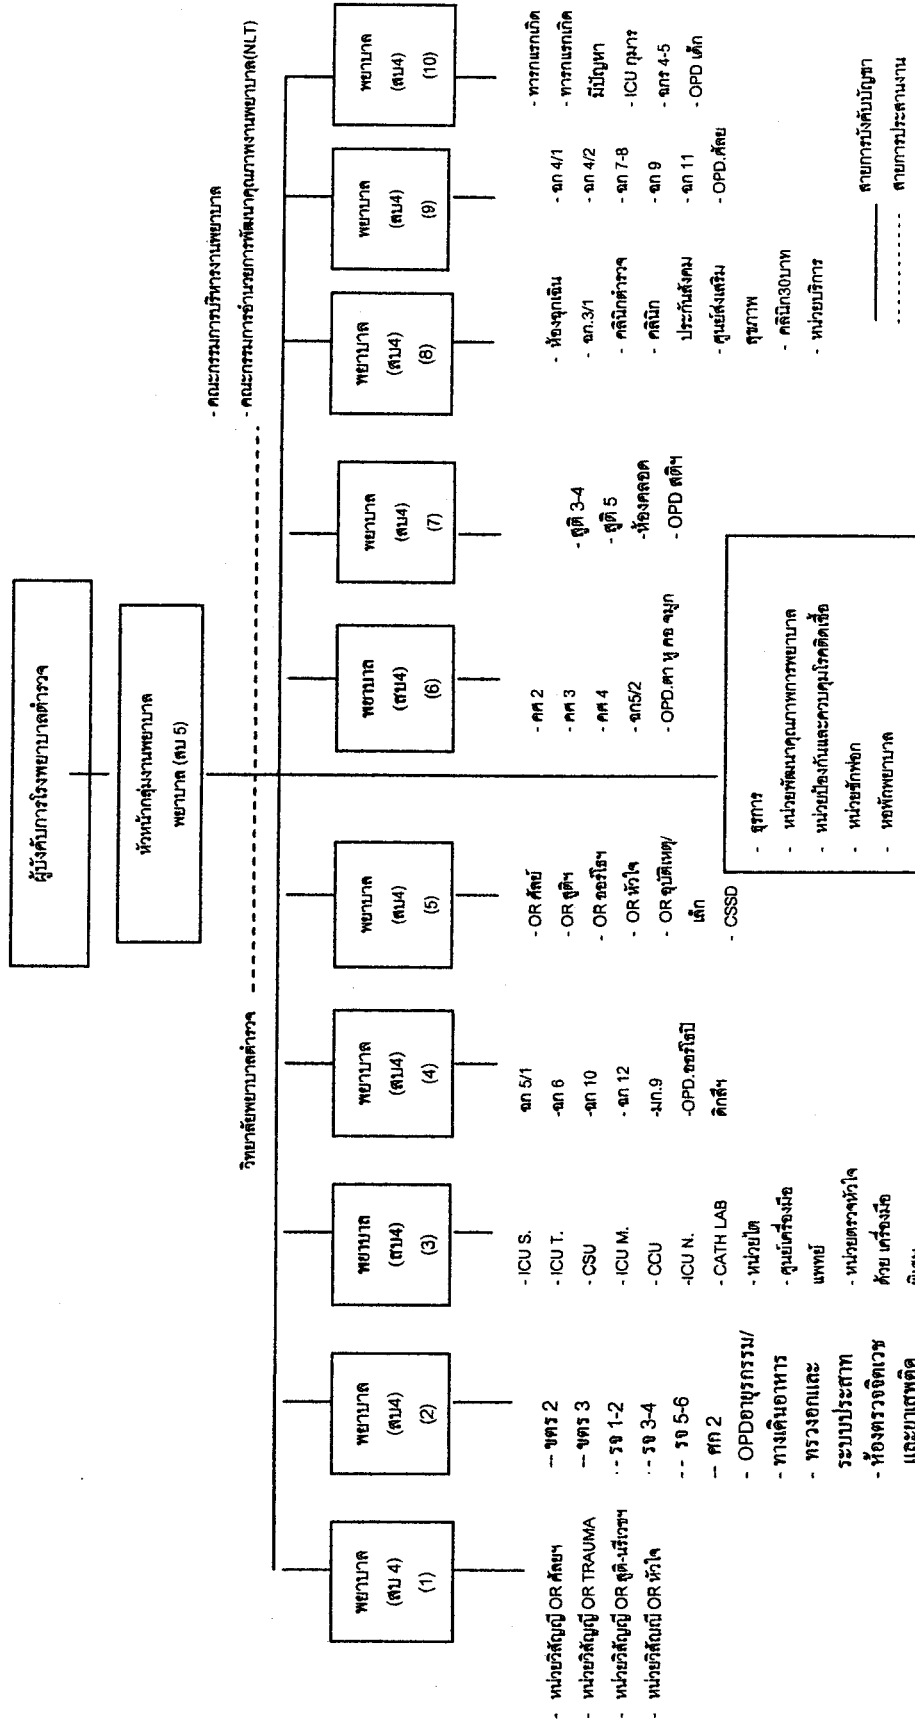 ผู้บังคับการโรงพยาบาลตำรวจ
หัวหน้ากลุ่มงานพยาบาล
พยาบาล (สบ 5)
- คณะกรรมการบริหารงานพยาบาล
- คณะกรรมการอำนวยการพัฒนาคุณภาพงานพยาบาล(NLT)
วิทยาลัยพยาบาลตำรวจ
พยาบาล
(สบ 4)
(1)
- หน่วยวิสัญญี OR ศัลยฯ
- หน่วยวิสัญญี OR TRAUMA
- หน่วยวิสัญญี OR สูติ-นรีเวชฯ
- หน่วยวิสัญญี OR หัวใจ
พยาบาล
(สบ4)
(2)
-- ขตร 2
-- ขตร 3
-- รจ 1-2
-- รจ 3-4
-- รจ 5-6
-- ศก 2
- OPDอายุรกรรม/
- ทางเดินอาหาร
- ทรวงอกและ
ระบบประสาท
- ห้องตรวจจิตเวช
และยาเสพติด
พยาบาล
(สบ4)
(3)
- ICU S.
- ICU T.
- CSU
- ICU M.
- CCU
-ICU N.
- CATH LAB
- หน่วยไต
- ศูนย์เครื่องมือ
แพทย์
- หน่วยตรวจหัวใจ
ด้วย เครื่องมือ
พยาบาล
(สบ4)
(4)
ฉก 5/1
-ฉก 6
-ฉก 10
- ฉก 12
-มก.9
-OPD.ออร์โธปิ
ดิกส์ฯ
พยาบาล
(สบ4)
(5)
- OR ศัลย์
- OR สูติฯ
- OR ออร์โธฯ
- OR หัวใจ
- OR อุบัติเหตุ/
เล็ก
- CSSD
พยาบาล
(สบ4)
(6)
- คศ 2
- คศ 3
- คศ 4
- ฉก5/2
- OPD.ตา หู คอ จมูก
พยาบาล
(สบ4)
(7)
- สูติ 3-4
- สูติ 5
-ห้องคลอด
- OPD สติฯ
พยาบาล
(สบ4)
(8)
- ห้องฉุกเฉิน
- ฉก.3/1
- คลินิกตำรวจ
- คลินิก
ประกันสังคม
- ศูนย์ส่งเสริม
สุขภาพ
- คลินิก30บาท
- หน่วยบริการ
พยาบาล
(สบ4)
(9)
- ฉก 4/1
- ฉก 4/2
- ฉก 7-8
- ฉก 9
- ฉก 11
- OPD.ศัลย
พยาบาล
(สบ4)
(10)
- ทารกแรกเกิด
- ทารกแรกเกิด
มีปัญหา
- ICU กุมาร
- ฉกร 4-5
- OPD เด็ก
- ธุรการ
- หน่วยพัฒนาคุณภาพการพยาบาล
- หน่วยป้องกันและควบคุมโรคติดเชื้อ
- หน่วยซักฟอก
- หอพักพยาบาล
สายการบังคับบัญชา
สายการประสานงาน